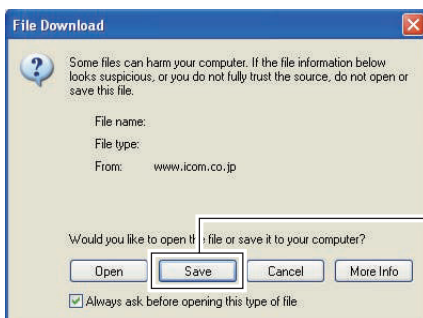 File Download
Some files can harm your computer. If the file information below
looks suspicious, or you do not fully trust the source, do not open or
save this file.
File name:
File type:
From: www.icom.co.jp
Would you like to open the file or save it to your computer?
Open Save Cancel More Info
Always ask before opening this type of file